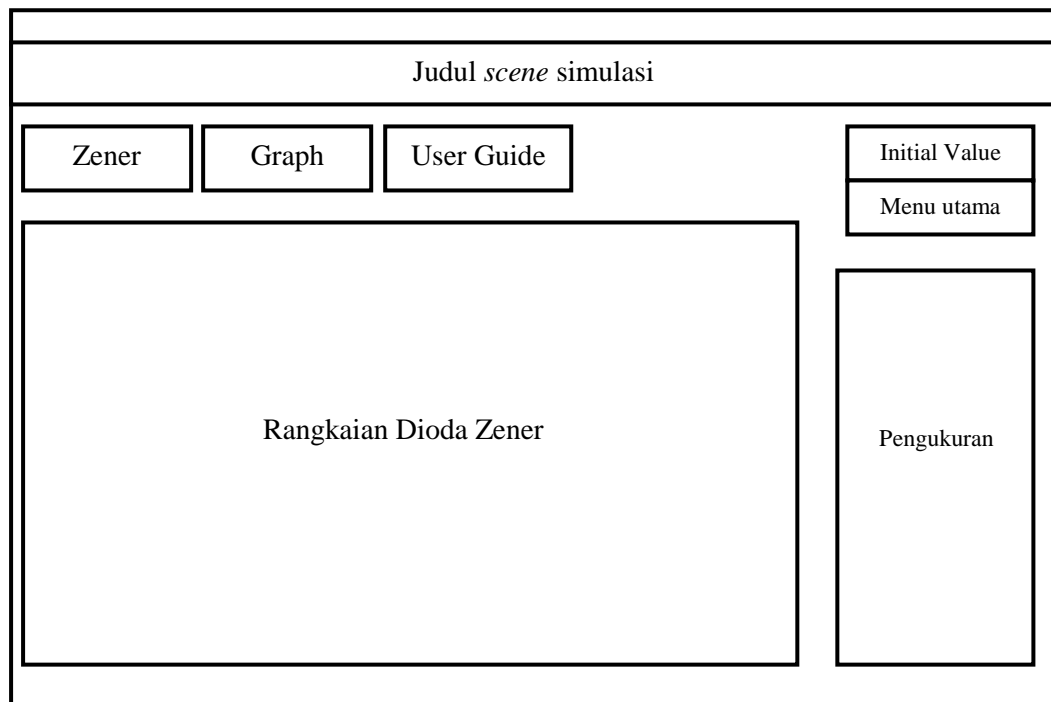 Judul scene simulasi
Zener
Graph
User Guide
Initial Value
Menu utama
Rangkaian Dioda Zener
Pengukuran